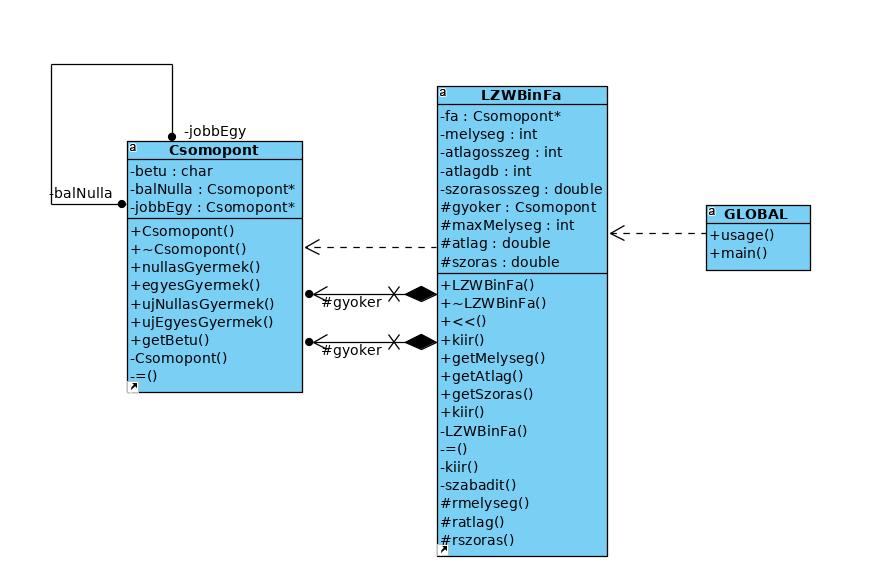 -jobbEgy
-balNulla
a
Csomopont
-betu : char
-balNulla : Csomopont*
-jobbEgy : Csomopont*
+Csomopont()
+~Csomopont()
+nullasGyermek()
+egyesGyermek()
+ujNullasGyermek()
+ujEgyesGyermek()
+getBetu()
-Csomopont()
-=()
#gyoker
#gyoker
a
LZWBinFa
-fa : Csomopont*
-melyseg : int
-atlagosszeg : int
-atlagdb : int
-szorasosszeg : double
#gyoker : Csomopont
#maxMelyseg : int
#atlag : double
#szoras : double
+LZWBinFa()
+~LZWBinFa()
+<<()
+kiir()
+getMelyseg()
+getAtlag()
+getSzoras()
+kiir()
-LZWBinFa()
-=()
-kiir()
-szabadit()
#rmelyseg()
#ratlag()
#rszoras()
a
GLOBAL
+usage()
+main()